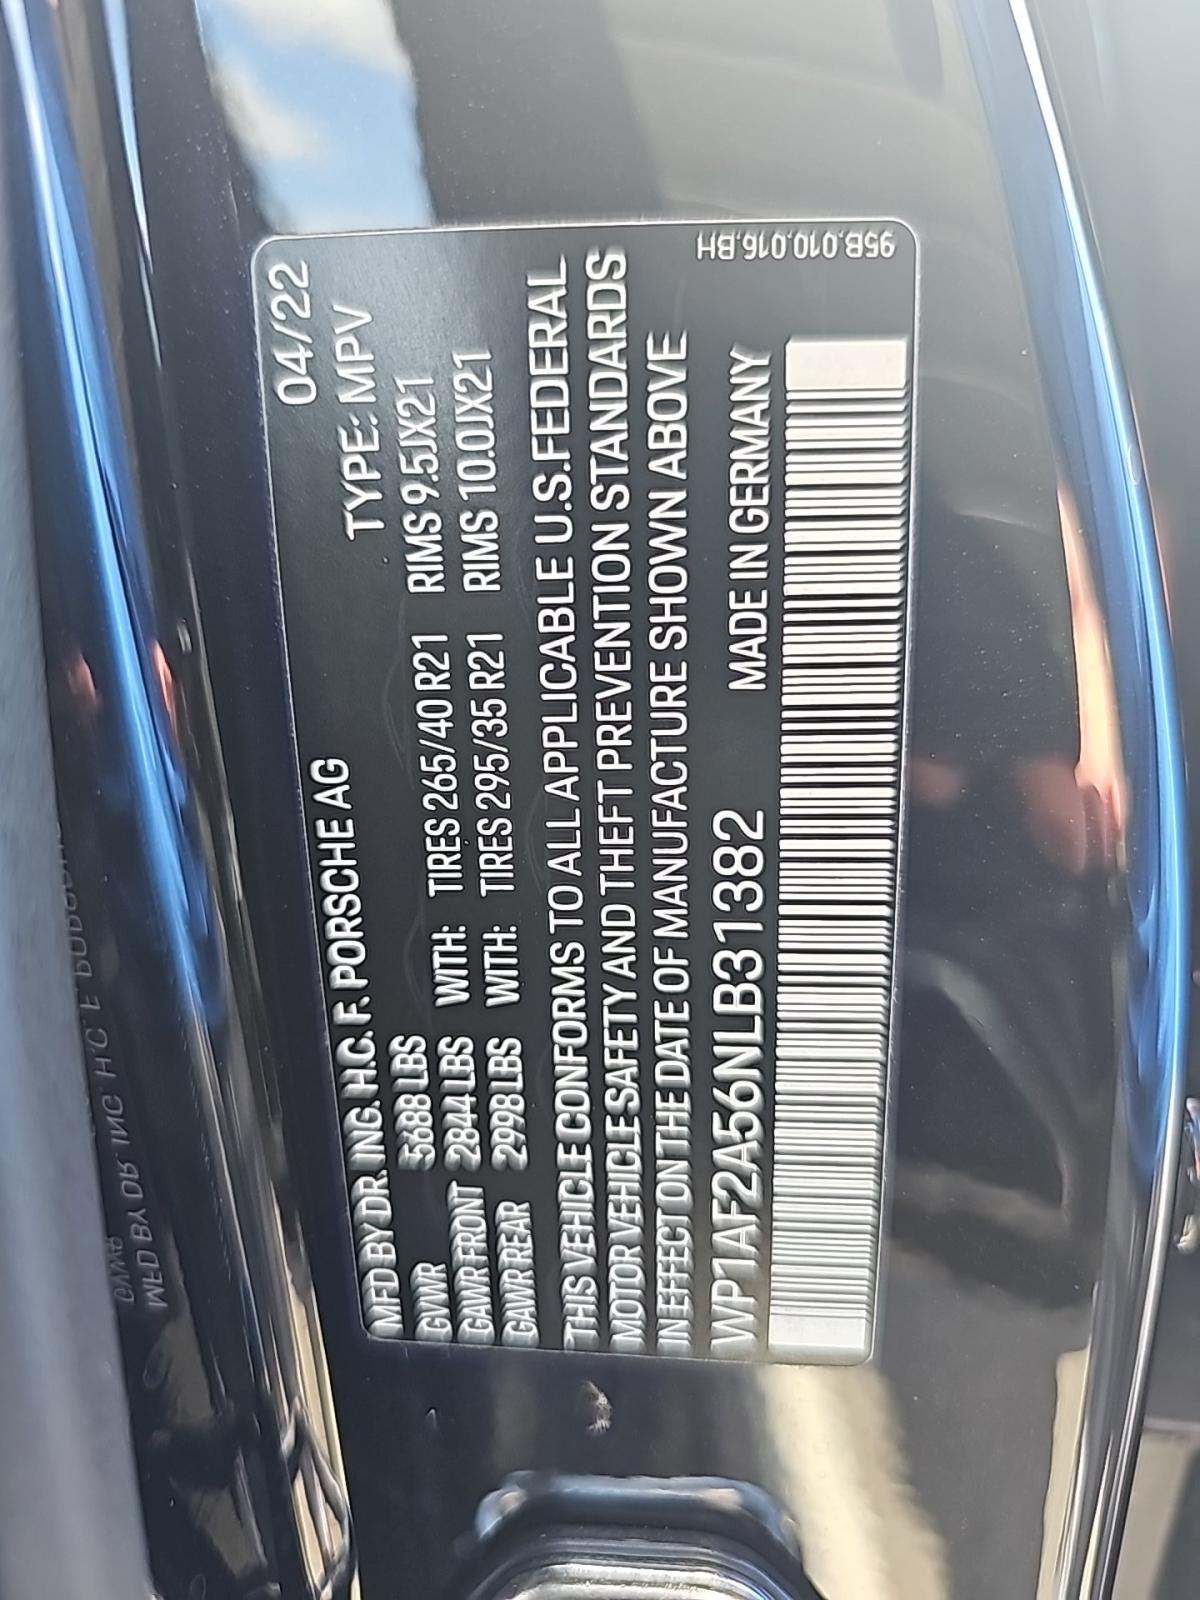 MFD BY DR. ING. H.C. F. PORSCHE AG 04/22
TYPE: MPV
GVWR 5688 LBS
GAWR FRONT 2844 LBS WITH: TIRES 265/40 R21 RIMS 9.5JX21
GAWR REAR 2998 LBS WITH: TIRES 295/35 R21 RIMS 10.0JX21
THIS VEHICLE CONFORMS TO ALL APPLICABLE U.S.FEDERAL
MOTOR VEHICLE SAFETY AND THEFT PREVENTION STANDARDS
IN EFFECT ON THE DATE OF MANUFACTURE SHOWN ABOVE
WP1AF2A56NLB31382 MADE IN GERMANY
95B.010.016.BH